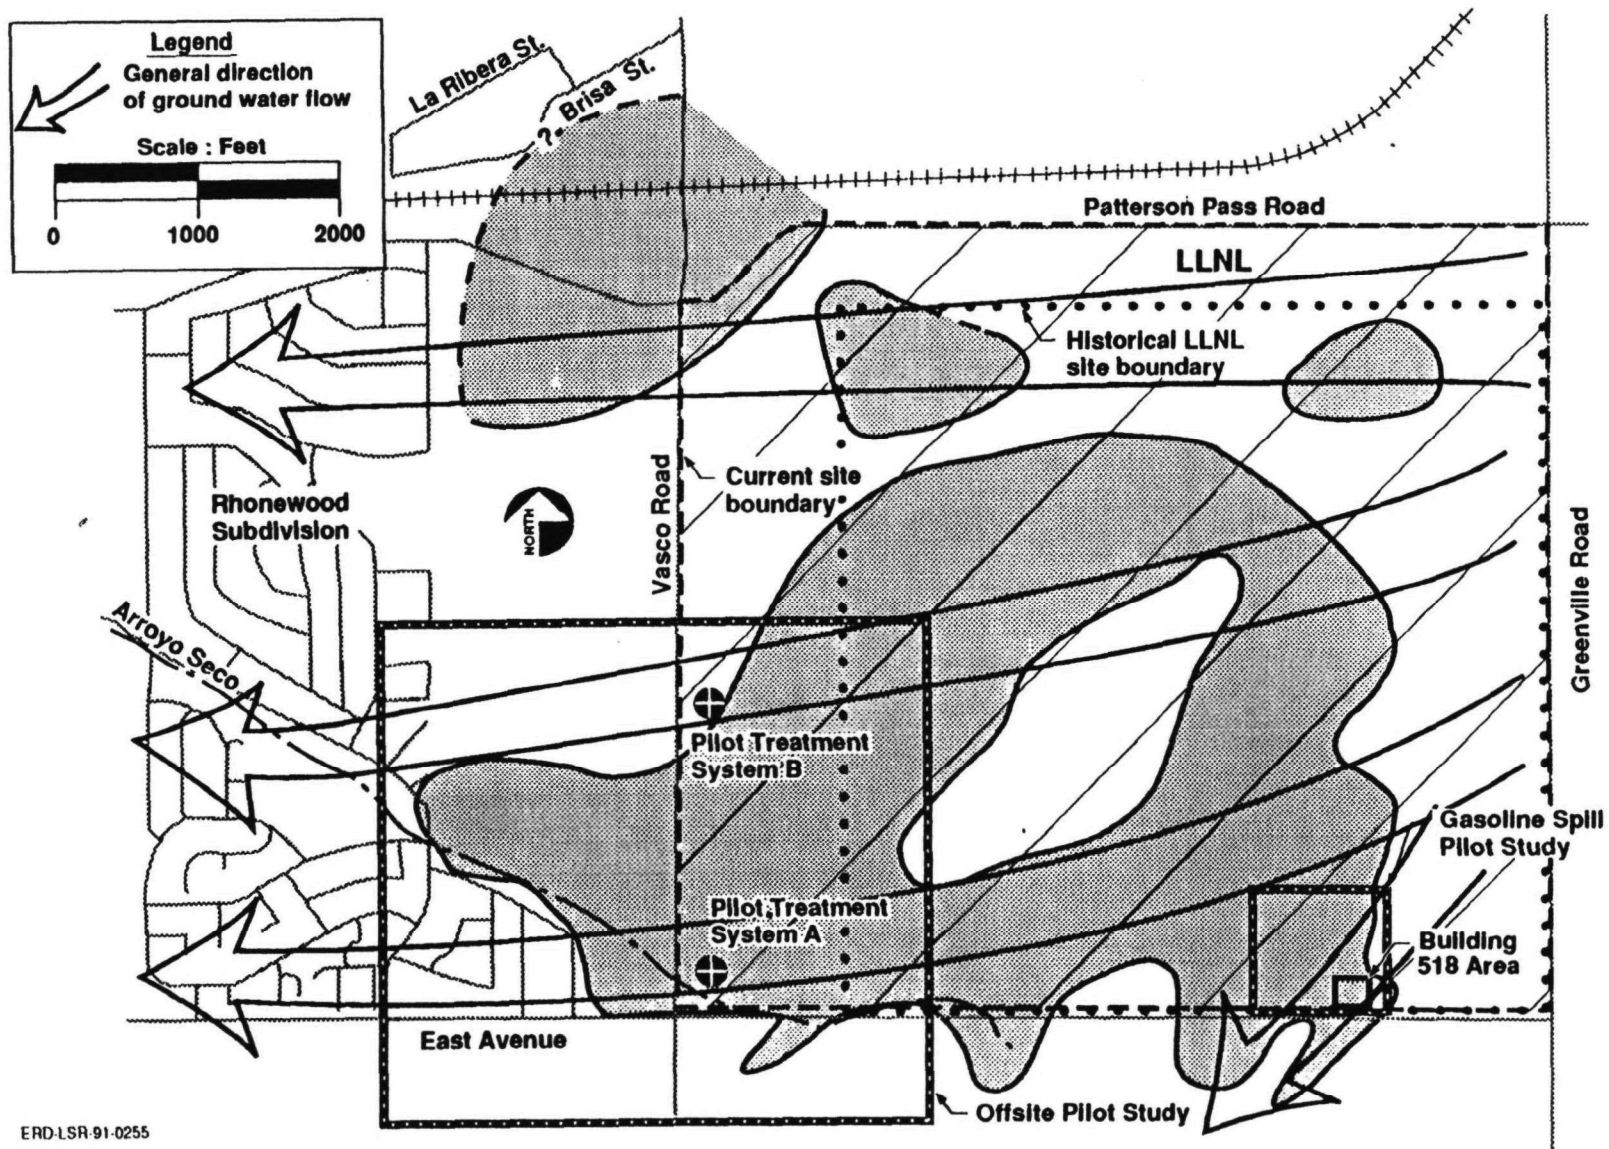 Legend
General direction
of ground water flow
Scale : Feet
0 1000 2000
La Ribera St.
Brisa St.
?
Patterson Pass Road
LLNL
Historical LLNL
site boundary
Current site
boundary
Vasco Road
NORTH
Rhonewood
Subdivision
Greenville Road
Arroyo Seco
Pilot Treatment
System B
Gasoline Spill
Pilot Study
Pilot Treatment
System A
Building
518 Area
East Avenue
Offsite Pilot Study
ERD-LSR-91-0255